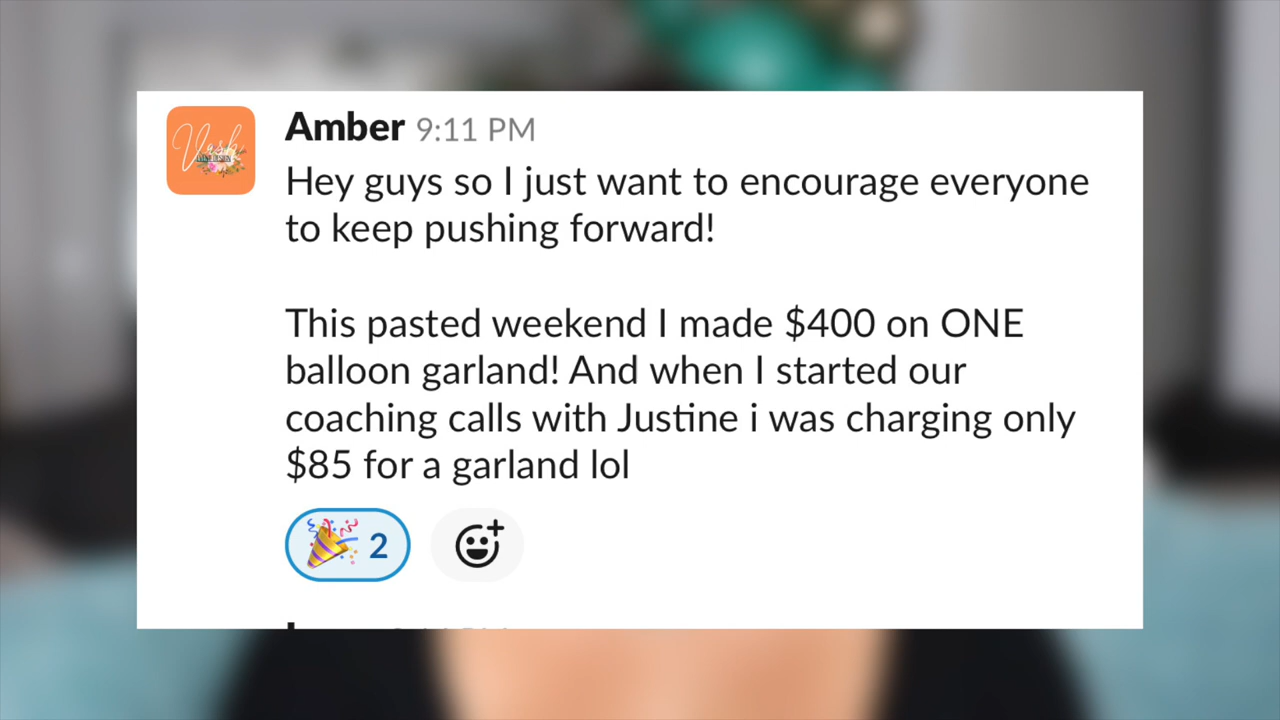 Amber 9:11 PM
Hey guys so I just want to encourage everyone
to keep pushing forward!
This pasted weekend I made $400 on ONE
balloon garland! And when I started our
coaching calls with Justine i was charging only
$85 for a garland lol
2